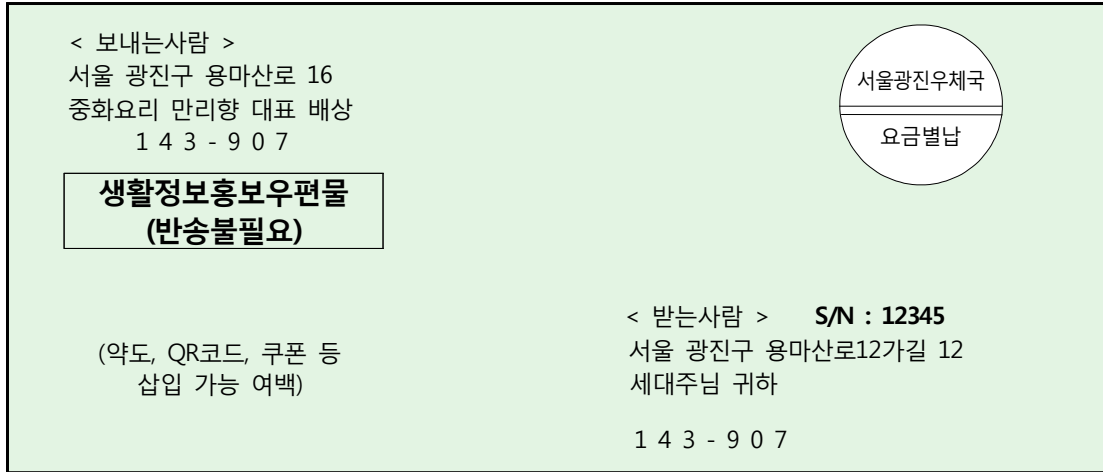 < 보내는사람 >
서울 광진구 용마산로 16
중화요리 만리향 대표 배상
1 4 3 - 9 0 7
생활정보홍보우편물
(반송불필요)
(약도, QR코드, 쿠폰 등
삽입 가능 여백)
서울광진우체국
요금별납
< 받는사람 > S/N : 12345
서울 광진구 용마산로12가길 12
세대주님 귀하
1 4 3 - 9 0 7